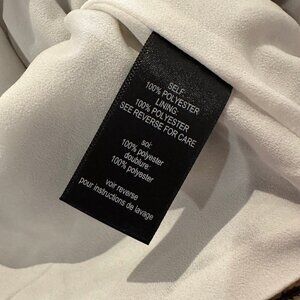 SELF:
100% POLYESTER
LINING:
100% POLYESTER
SEE REVERSE FOR CARE
soi:
100% polyester
doublure:
100% polyester
voir reverse
pour instructions de lavage